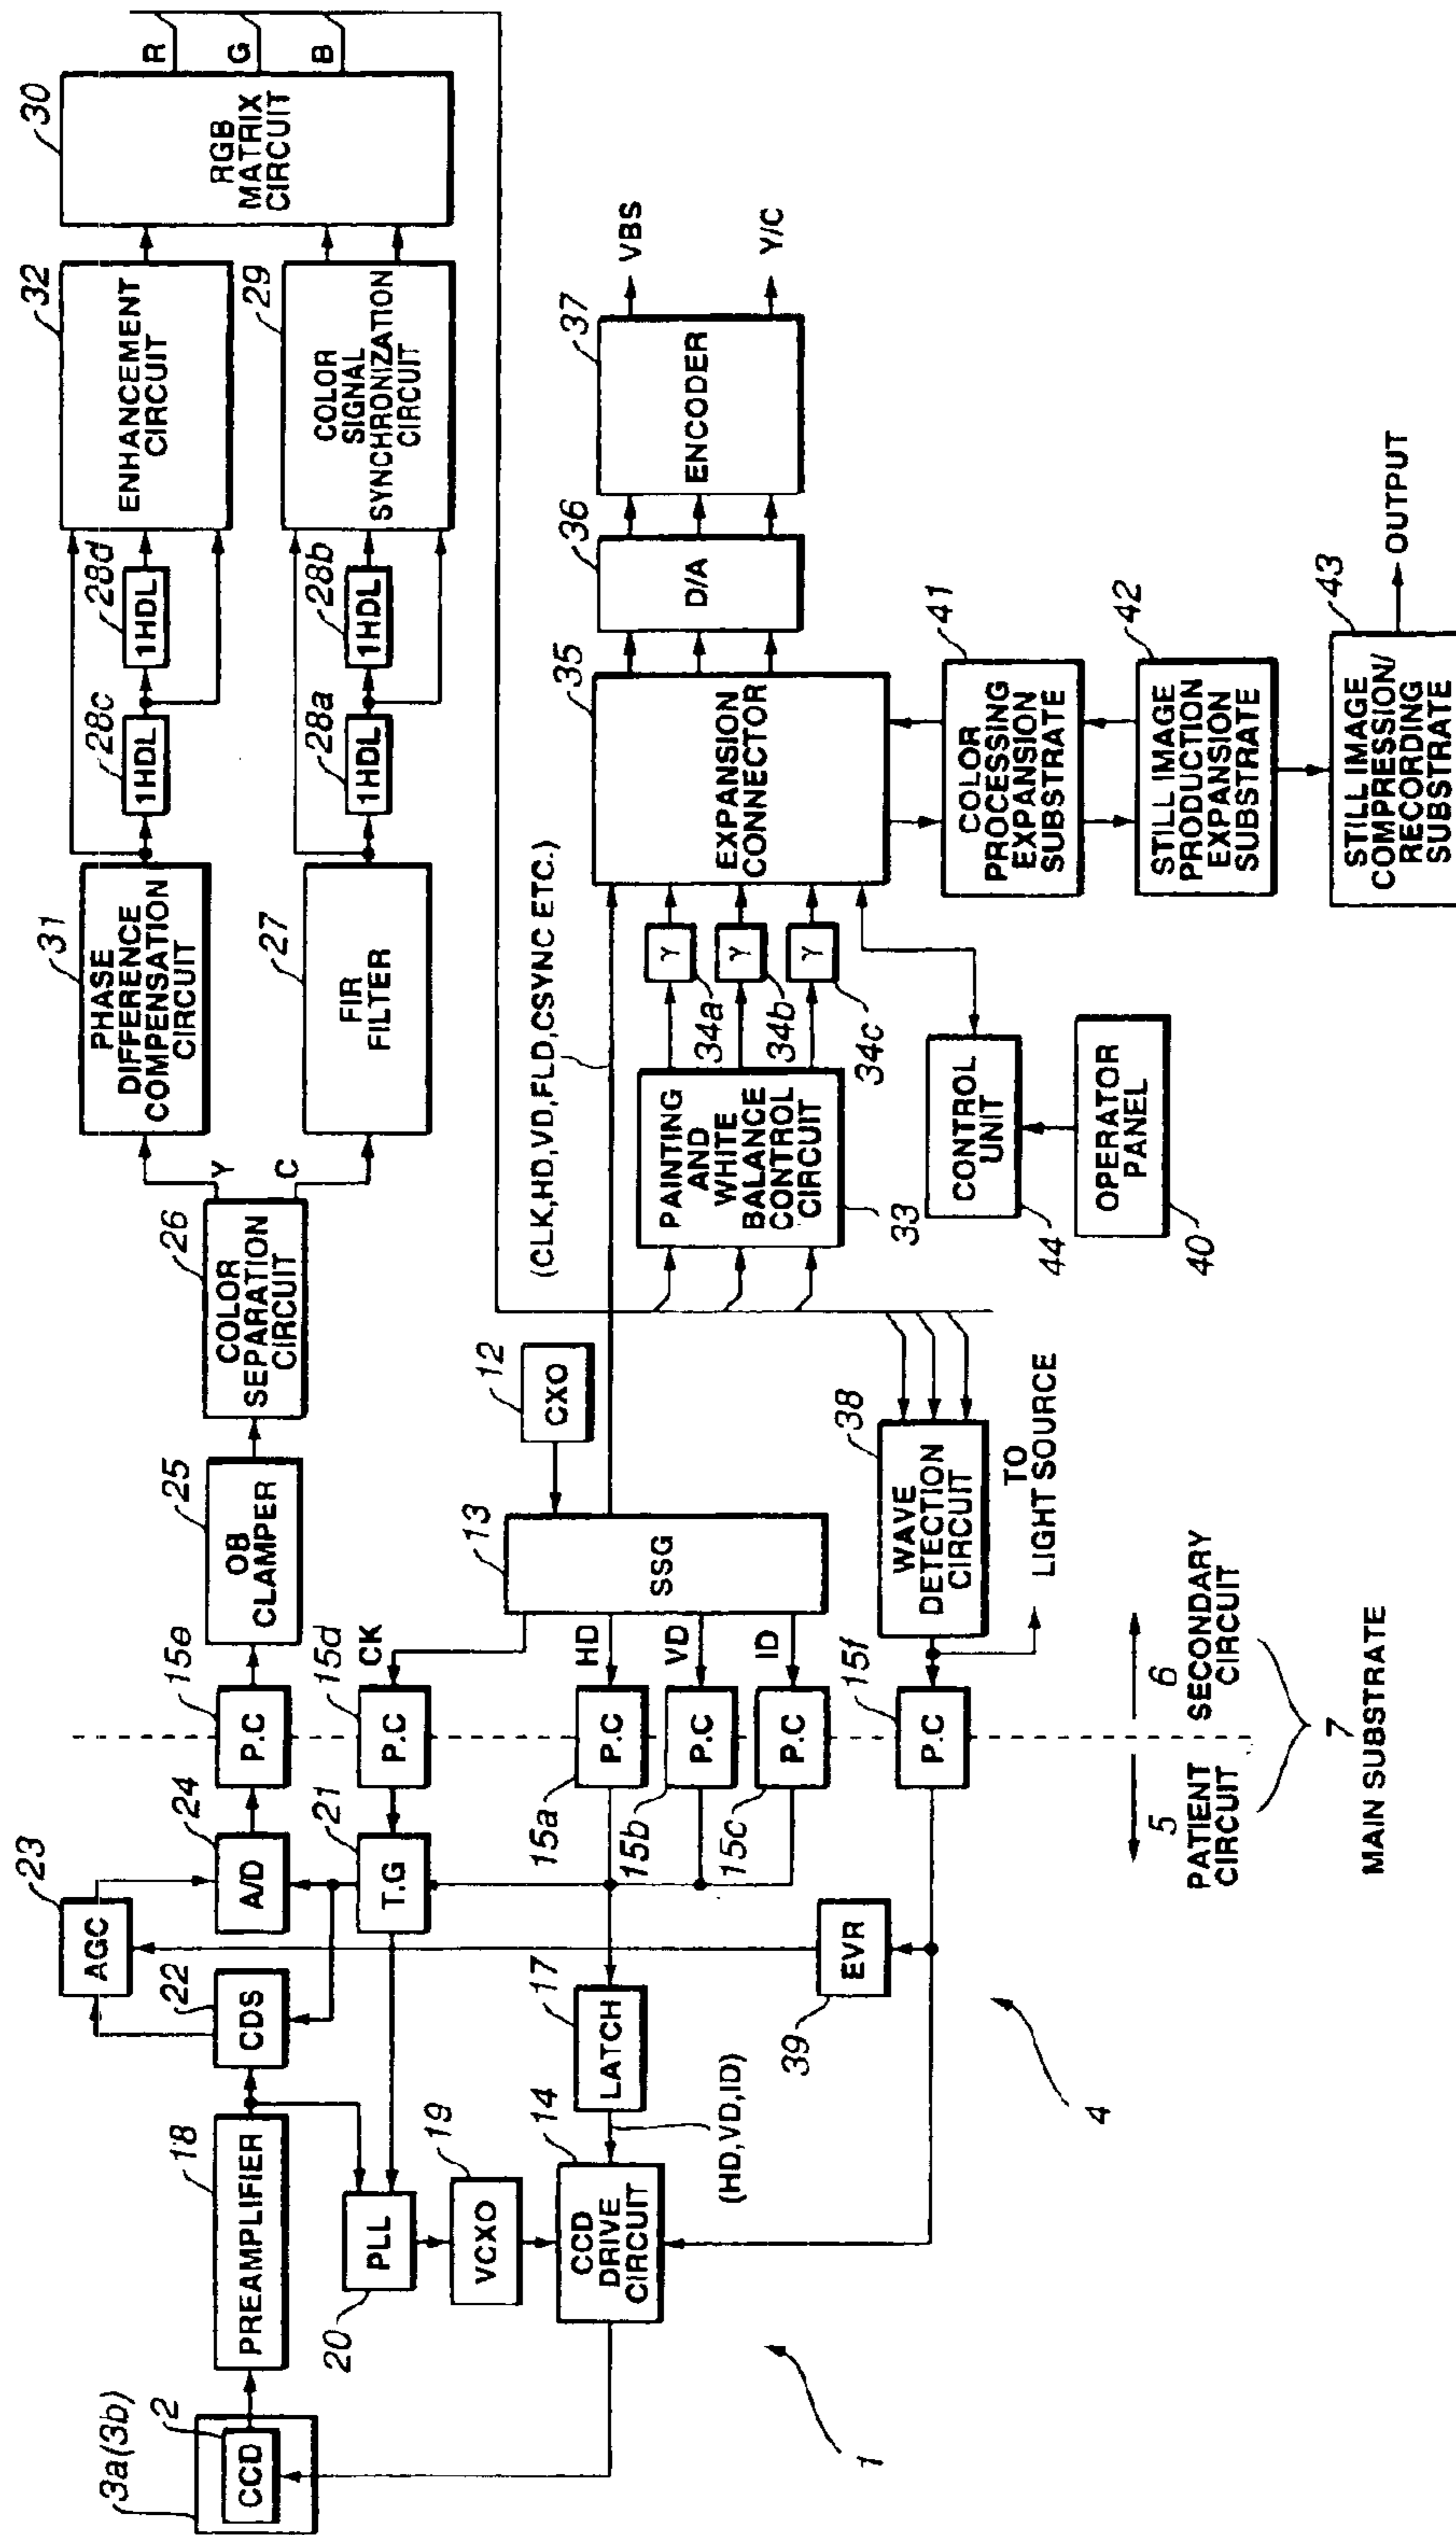 3a(3b)
2
CCD
18
PREAMPLIFIER
22
CDS
23
AGC
24
A/D
15e
P.C
25
OB
CLAMPER
26
COLOR
SEPARATION
CIRCUIT
Y
C
31
PHASE
DIFFERENCE
COMPENSATION
CIRCUIT
27
FIR
FILTER
28c
1HDL
28d
1HDL
28a
1HDL
28b
1HDL
32
ENHANCEMENT
CIRCUIT
29
COLOR
SIGNAL
SYNCHRONIZATION
CIRCUIT
30
RGB
MATRIX
CIRCUIT
R
G
B
20
PLL
19
VCXO
14
CCD
DRIVE
CIRCUIT
17
LATCH
(HD,VD,ID)
21
T.G
15d
P.C
CK
15a
P.C
HD
15b
P.C
VD
15c
P.C
ID
13
SSG
12
CXO
(CLK,HD,VD,FLD,CSYNC ETC.)
39
EVR
15f
P.C
38
WAVE
DETECTION
CIRCUIT
TO
LIGHT SOURCE
33
PAINTING
AND
WHITE
BALANCE
CONTROL
CIRCUIT
34a
γ
34b
γ
34c
γ
35
EXPANSION
CONNECTOR
36
D/A
37
ENCODER
VBS
Y/C
44
CONTROL
UNIT
40
OPERATOR
PANEL
41
COLOR
PROCESSING
EXPANSION
SUBSTRATE
42
STILL IMAGE
PRODUCTION
EXPANSION
SUBSTRATE
43
STILL IMAGE
COMPRESSION/
RECORDING
SUBSTRATE
OUTPUT
1
4
5
PATIENT
CIRCUIT
6
SECONDARY
CIRCUIT
7
MAIN SUBSTRATE